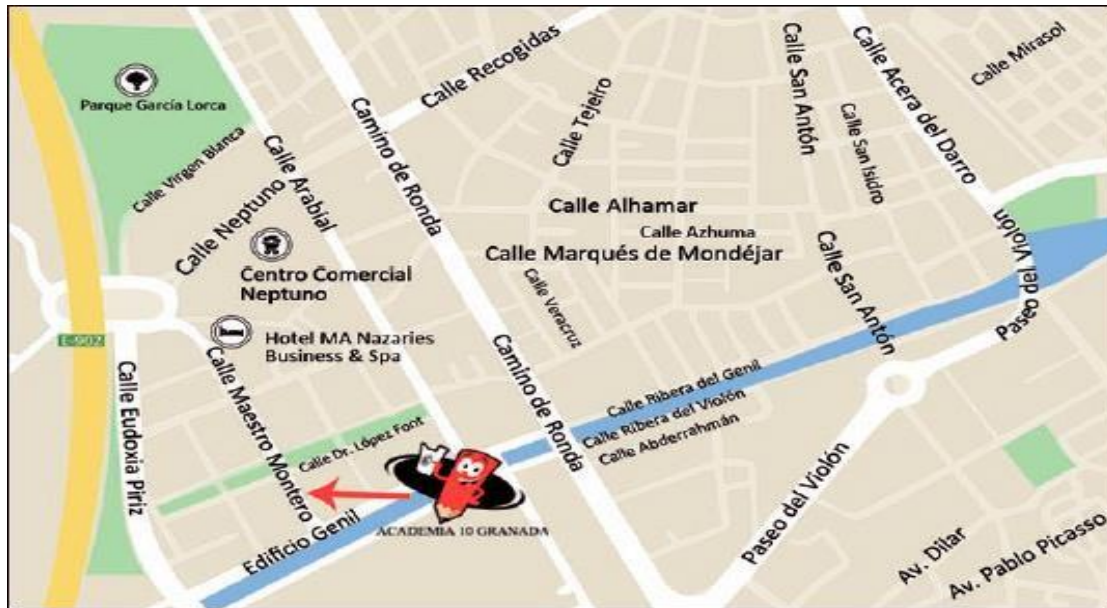 Parque García Lorca
Calle Virgen Blanca
Calle Neptuno
Calle Arabial
Calle Recogidas
Camino de Ronda
Calle Tejeiro
Calle San Antón
Calle San Isidro
Calle Acera del Darro
Calle Mirasol
Calle Alhamar
Calle Azhuma
Calle Marqués de Mondéjar
Centro Comercial
Neptuno
Calle Veracruz
Calle San Antón
Paseo del Violón
E-902
Hotel MA Nazaries
Business & Spa
Calle Eudoxia Piriz
Calle Maestro Montero
Camino de Ronda
Calle Ribera del Genil
Calle Ribera del Violón
Calle Abderrahmán
Calle Dr. López Font
Edificio Genil
ACADEMIA 10 GRANADA
Paseo del Violón
Av. Dílar
Av. Pablo Picasso